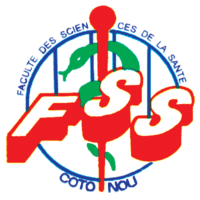 FACULTE DES SCIENCES DE LA SANTE
FSS
COTONOU